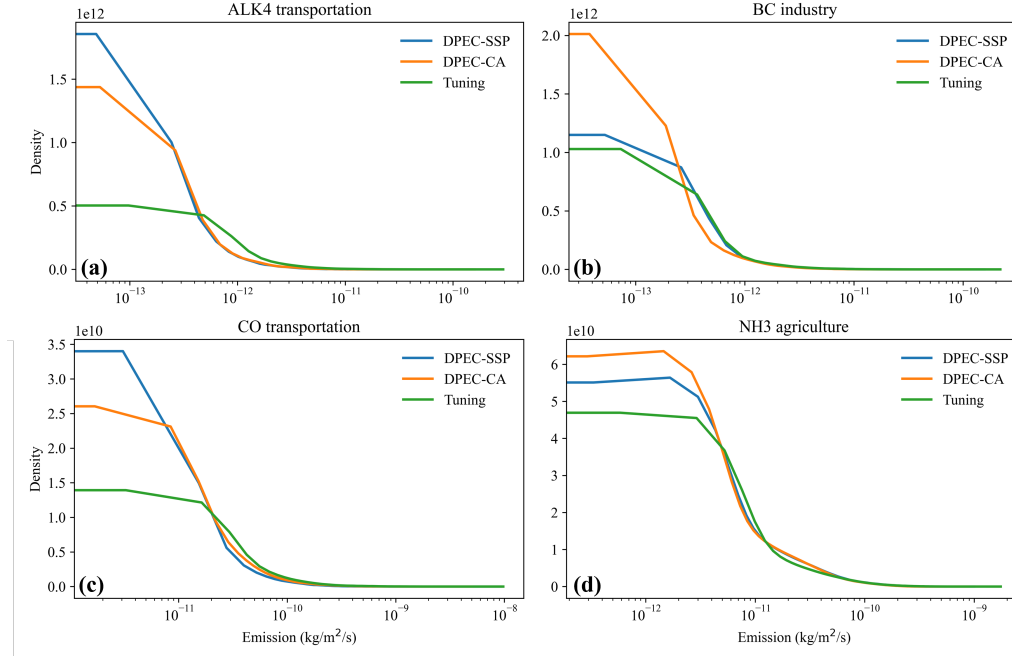 ALK4 transportation
1e12
Density
1.5
1.0
0.5
0.0
DPEC-SSP
DPEC-CA
Tuning
(a)
10⁻¹³
10⁻¹²
10⁻¹¹
10⁻¹⁰
BC industry
1e12
2.0
1.5
1.0
0.5
0.0
DPEC-SSP
DPEC-CA
Tuning
(b)
10⁻¹³
10⁻¹²
10⁻¹¹
10⁻¹⁰
CO transportation
1e10
Density
3.5
3.0
2.5
2.0
1.5
1.0
0.5
0.0
DPEC-SSP
DPEC-CA
Tuning
(c)
10⁻¹¹
10⁻¹⁰
10⁻⁹
10⁻⁸
Emission (kg/m²/s)
NH3 agriculture
1e10
6
5
4
3
2
1
0
DPEC-SSP
DPEC-CA
Tuning
(d)
10⁻¹²
10⁻¹¹
10⁻¹⁰
10⁻⁹
Emission (kg/m²/s)